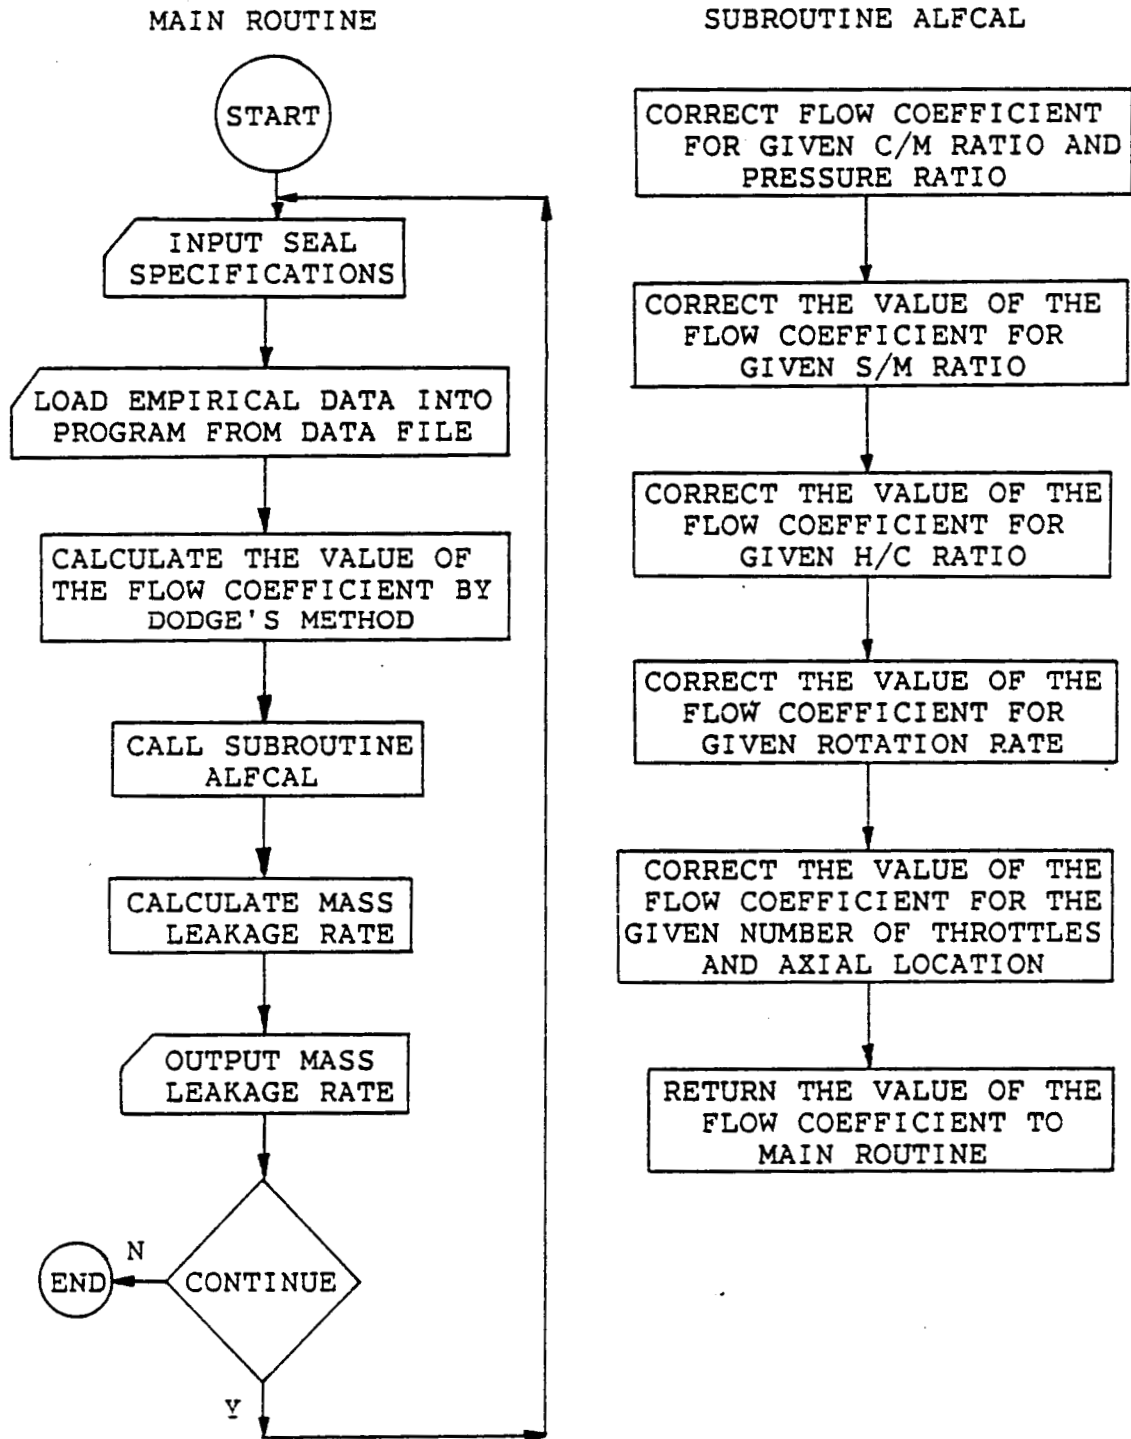 MAIN ROUTINE
START
INPUT SEAL
SPECIFICATIONS
LOAD EMPIRICAL DATA INTO
PROGRAM FROM DATA FILE
CALCULATE THE VALUE OF
THE FLOW COEFFICIENT BY
DODGE'S METHOD
CALL SUBROUTINE
ALFCAL
CALCULATE MASS
LEAKAGE RATE
OUTPUT MASS
LEAKAGE RATE
CONTINUE
N
END
Y
SUBROUTINE ALFCAL
CORRECT FLOW COEFFICIENT
FOR GIVEN C/M RATIO AND
PRESSURE RATIO
CORRECT THE VALUE OF THE
FLOW COEFFICIENT FOR
GIVEN S/M RATIO
CORRECT THE VALUE OF THE
FLOW COEFFICIENT FOR
GIVEN H/C RATIO
CORRECT THE VALUE OF THE
FLOW COEFFICIENT FOR
GIVEN ROTATION RATE
CORRECT THE VALUE OF THE
FLOW COEFFICIENT FOR THE
GIVEN NUMBER OF THROTTLES
AND AXIAL LOCATION
RETURN THE VALUE OF THE
FLOW COEFFICIENT TO
MAIN ROUTINE